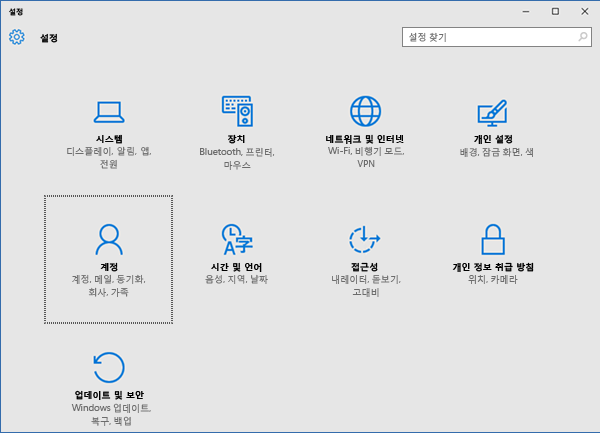 설정
설정
설정 찾기
시스템
디스플레이, 알림, 앱,
전원
장치
Bluetooth, 프린터,
마우스
네트워크 및 인터넷
Wi-Fi, 비행기 모드,
VPN
개인 설정
배경, 잠금 화면, 색
계정
계정, 메일, 동기화,
회사, 가족
시간 및 언어
음성, 지역, 날짜
접근성
내레이터, 돋보기,
고대비
개인 정보 취급 방침
위치, 카메라
업데이트 및 보안
Windows 업데이트,
복구, 백업